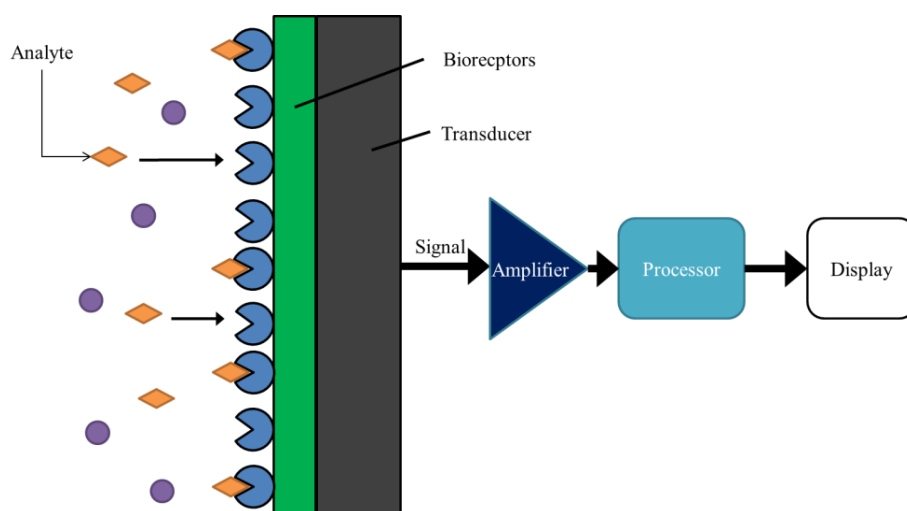 Analyte
Biorecptors
Transducer
Signal
Amplifier
Processor
Display